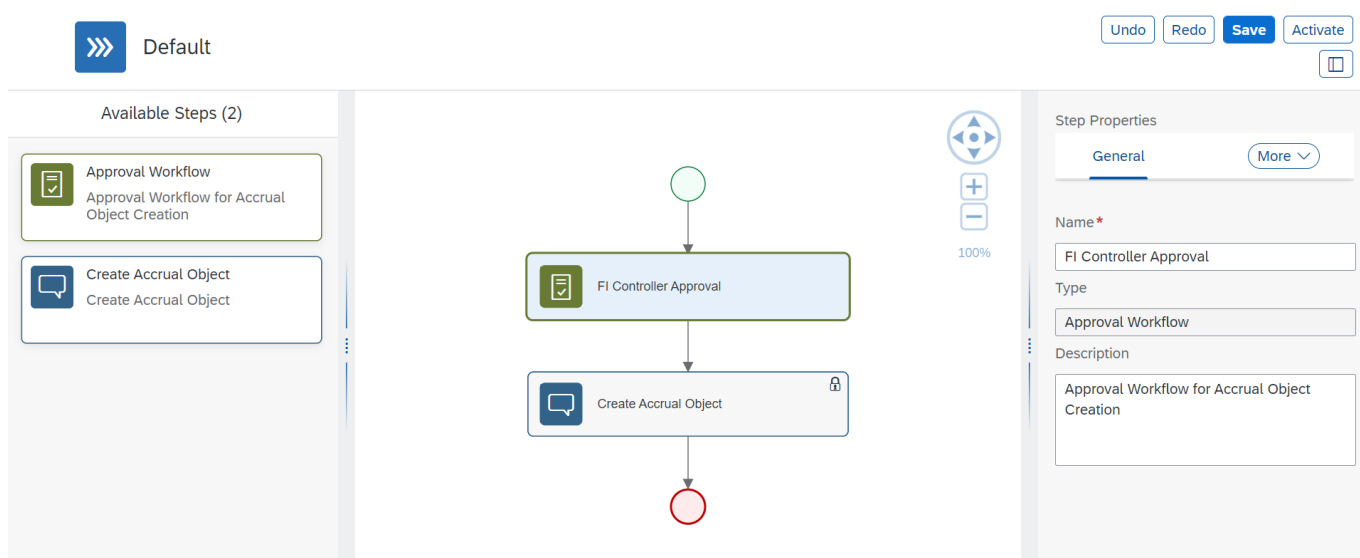 Default
Undo
Redo
Save
Activate
Available Steps (2)
Approval Workflow
Approval Workflow for Accrual
Object Creation
Create Accrual Object
Create Accrual Object
100%
FI Controller Approval
Create Accrual Object
Step Properties
General
More
Name*
FI Controller Approval
Type
Approval Workflow
Description
Approval Workflow for Accrual Object
Creation